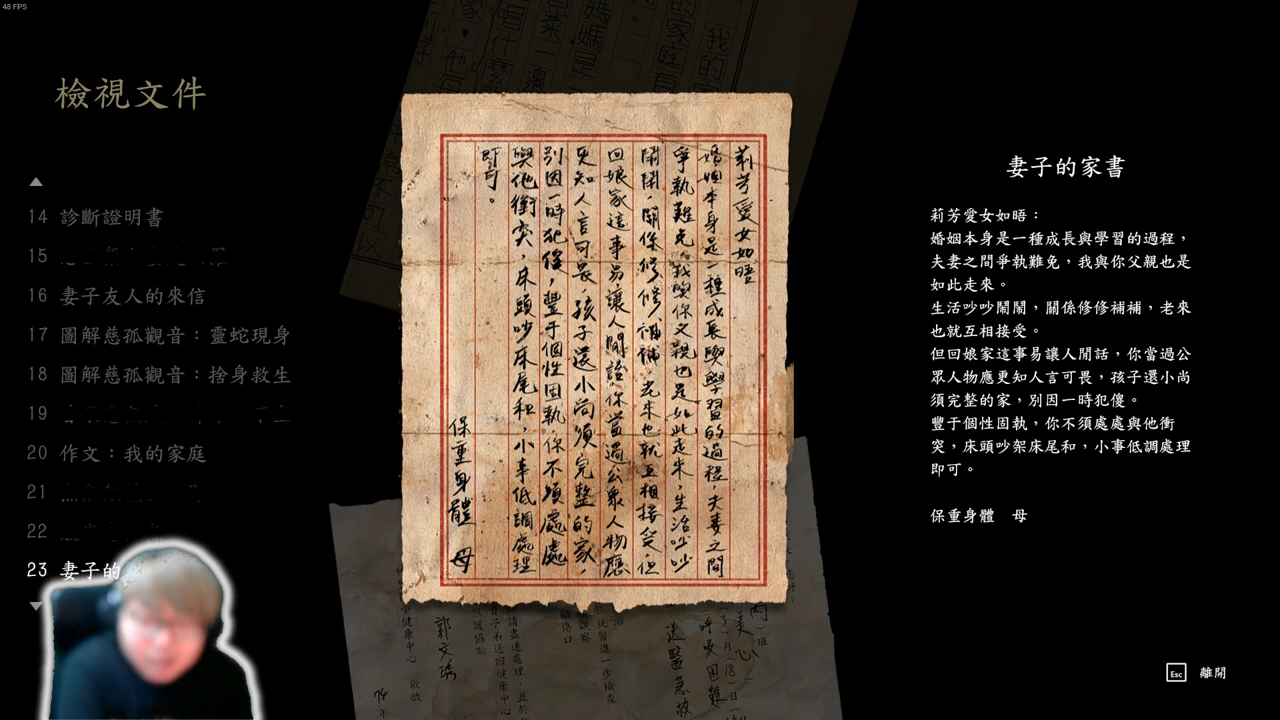 48 FPS
檢視文件
14 診斷證明書
15
16 妻子友人的來信
17 圖解慈孤觀音：靈蛇現身
18 圖解慈孤觀音：捨身救生
19
20 作文：我的家庭
21
22
23 妻子的
莉芳愛女如晤
婚姻本身是一種成長與學習的過程，夫妻之間
爭執難免，我與你父親也是如此走來，生活吵吵
鬧鬧，關係修修補補，老來也就互相接受，但
回娘家這事易讓人閒話，你當過公眾人物應
更知人言可畏，孩子還小尚須完整的家，
別因一時犯傻，豐于個性固執，你不須處處
與他衝突，床頭吵床尾和，小事低調處理
即可。
保重身體 母
妻子的家書
莉芳愛女如晤：
婚姻本身是一種成長與學習的過程，
夫妻之間爭執難免，我與你父親也是
如此走來。
生活吵吵鬧鬧，關係修修補補，老來
也就互相接受。
但回娘家這事易讓人閒話，你當過公
眾人物應更知人言可畏，孩子還小尚
須完整的家，別因一時犯傻。
豐于個性固執，你不須處處與他衝
突，床頭吵架床尾和，小事低調處理
即可。
保重身體 母
Esc 離開